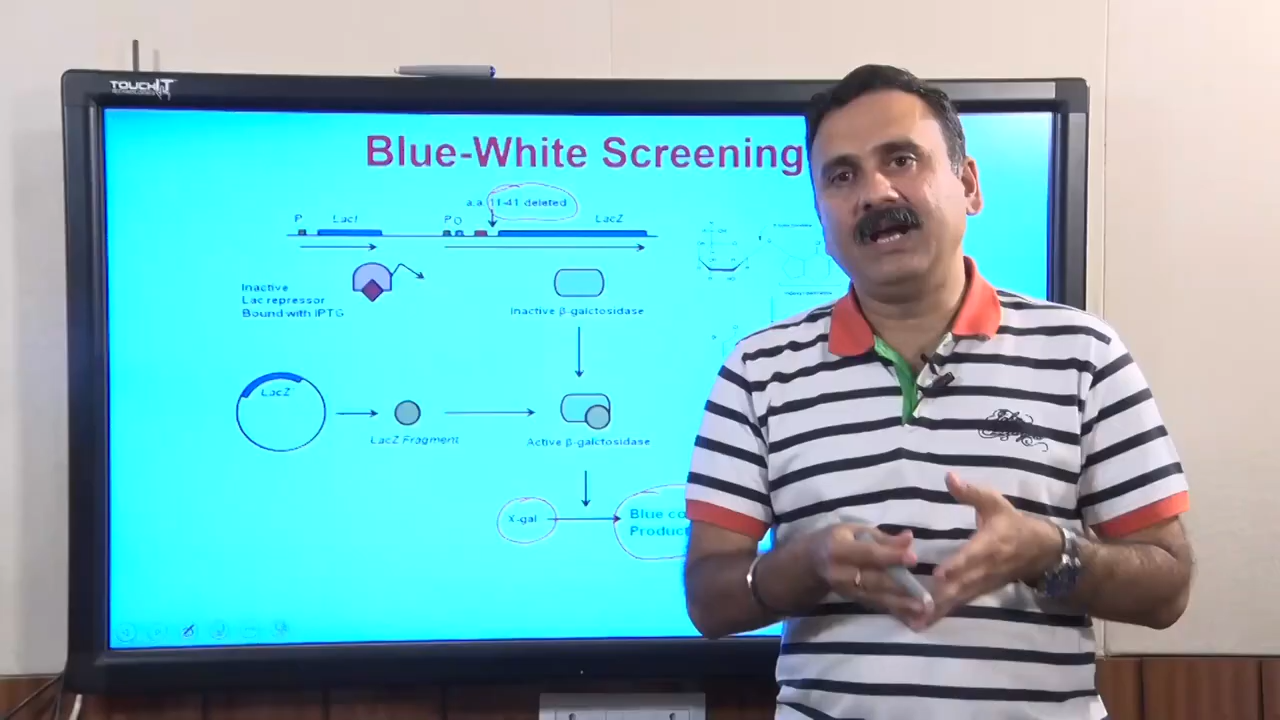 TOUCHIT
Blue-White Screening
a.a. 11-41 deleted
P
LacI
P O
LacZ
Inactive
Lac repressor
Bound with IPTG
Inactive β-galctosidase
LacZ
LacZ Fragment
Active β-galctosidase
X-gal
Blue co
Product